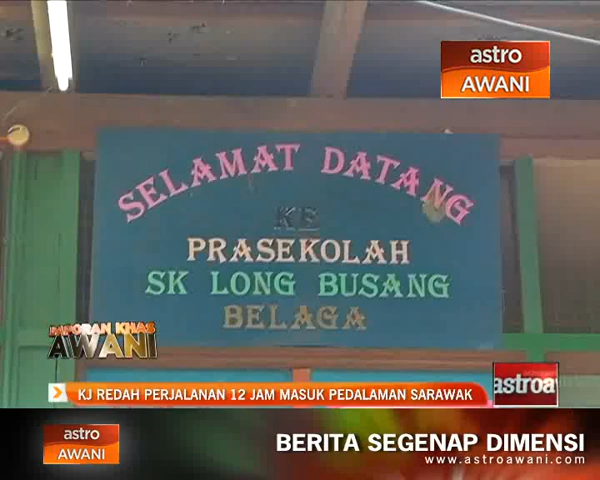 astro
AWANI
SELAMAT DATANG
KE
PRASEKOLAH
SK LONG BUSANG
BELAGA
LAPORAN KHAS
AWANI
KJ REDAH PERJALANAN 12 JAM MASUK PEDALAMAN SARAWAK
astroa
astro
AWANI
BERITA SEGENAP DIMENSI
www.astroawani.com